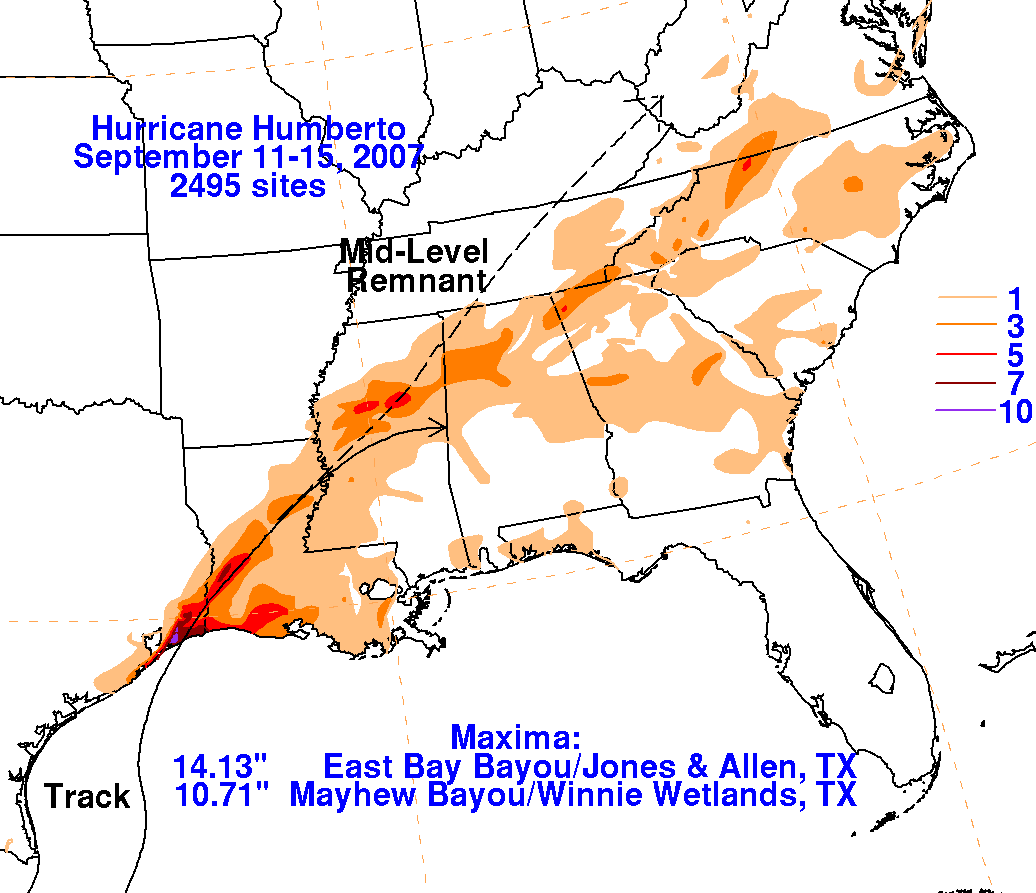 Hurricane Humberto
September 11-15, 2007
2495 sites
Mid-Level
Remnant
1
3
5
7
10
Maxima:
14.13" East Bay Bayou/Jones & Allen, TX
10.71" Mayhew Bayou/Winnie Wetlands, TX
Track